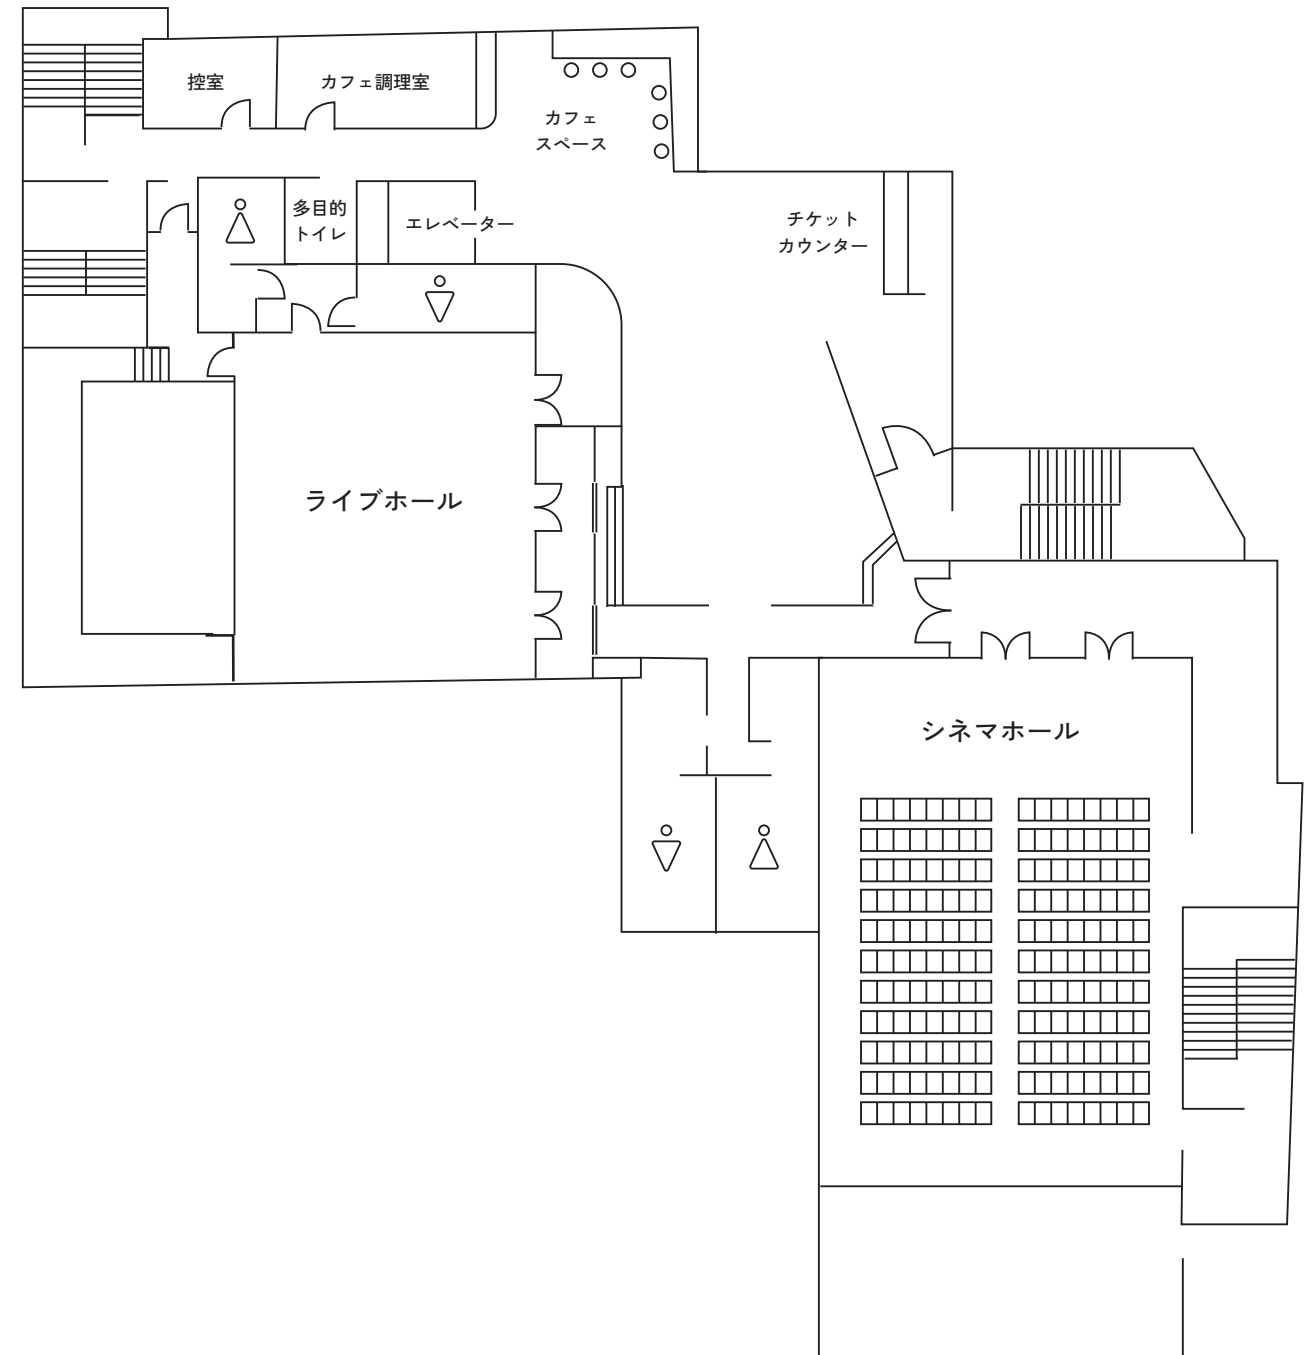 控室
カフェ調理室
カフェ
スペース
多目的
トイレ
エレベーター
チケット
カウンター
ライブホール
シネマホール